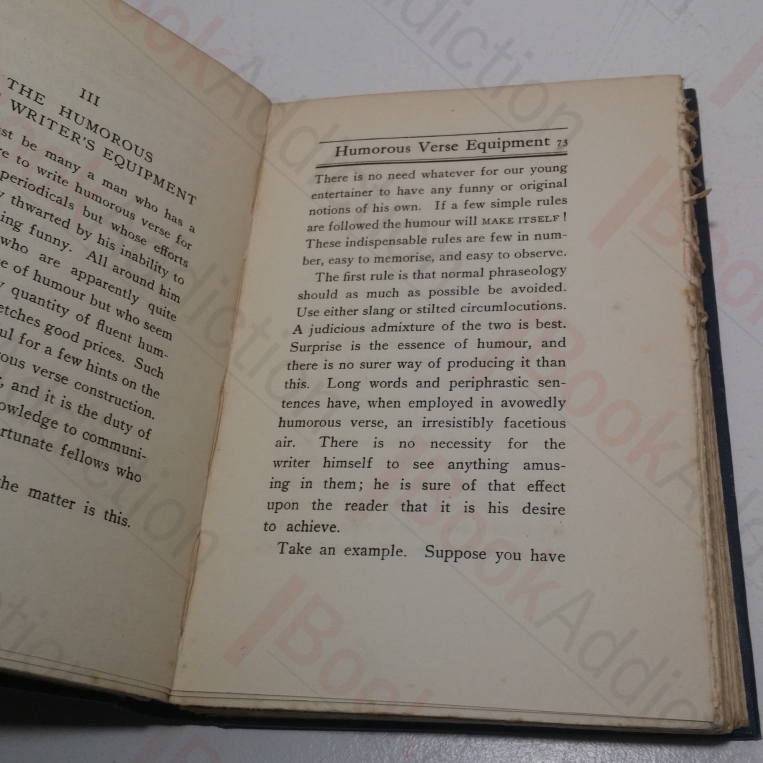 III
THE HUMOROUS
WRITER'S EQUIPMENT
be many a man who has a
to write humorous verse for
periodicals but whose efforts
thwarted by his inability to
funny. All around him
who are apparently quite
of humour but who seem
quantity of fluent hum-
good prices. Such
for a few hints on the
verse construction.
and it is the duty of
to communi-
fellows who
the matter is this.
Humorous Verse Equipment 73
There is no need whatever for our young
entertainer to have any funny or original
notions of his own. If a few simple rules
are followed the humour will MAKE ITSELF!
These indispensable rules are few in num-
ber, easy to memorise, and easy to observe.
The first rule is that normal phraseology
should as much as possible be avoided.
Use either slang or stilted circumlocutions.
A judicious admixture of the two is best.
Surprise is the essence of humour, and
there is no surer way of producing it than
this. Long words and periphrastic sen-
tences have, when employed in avowedly
humorous verse, an irresistibly facetious
air. There is no necessity for the
writer himself to see anything amus-
ing in them; he is sure of that effect
upon the reader that it is his desire
to achieve.
Take an example. Suppose you have
BookAddiction